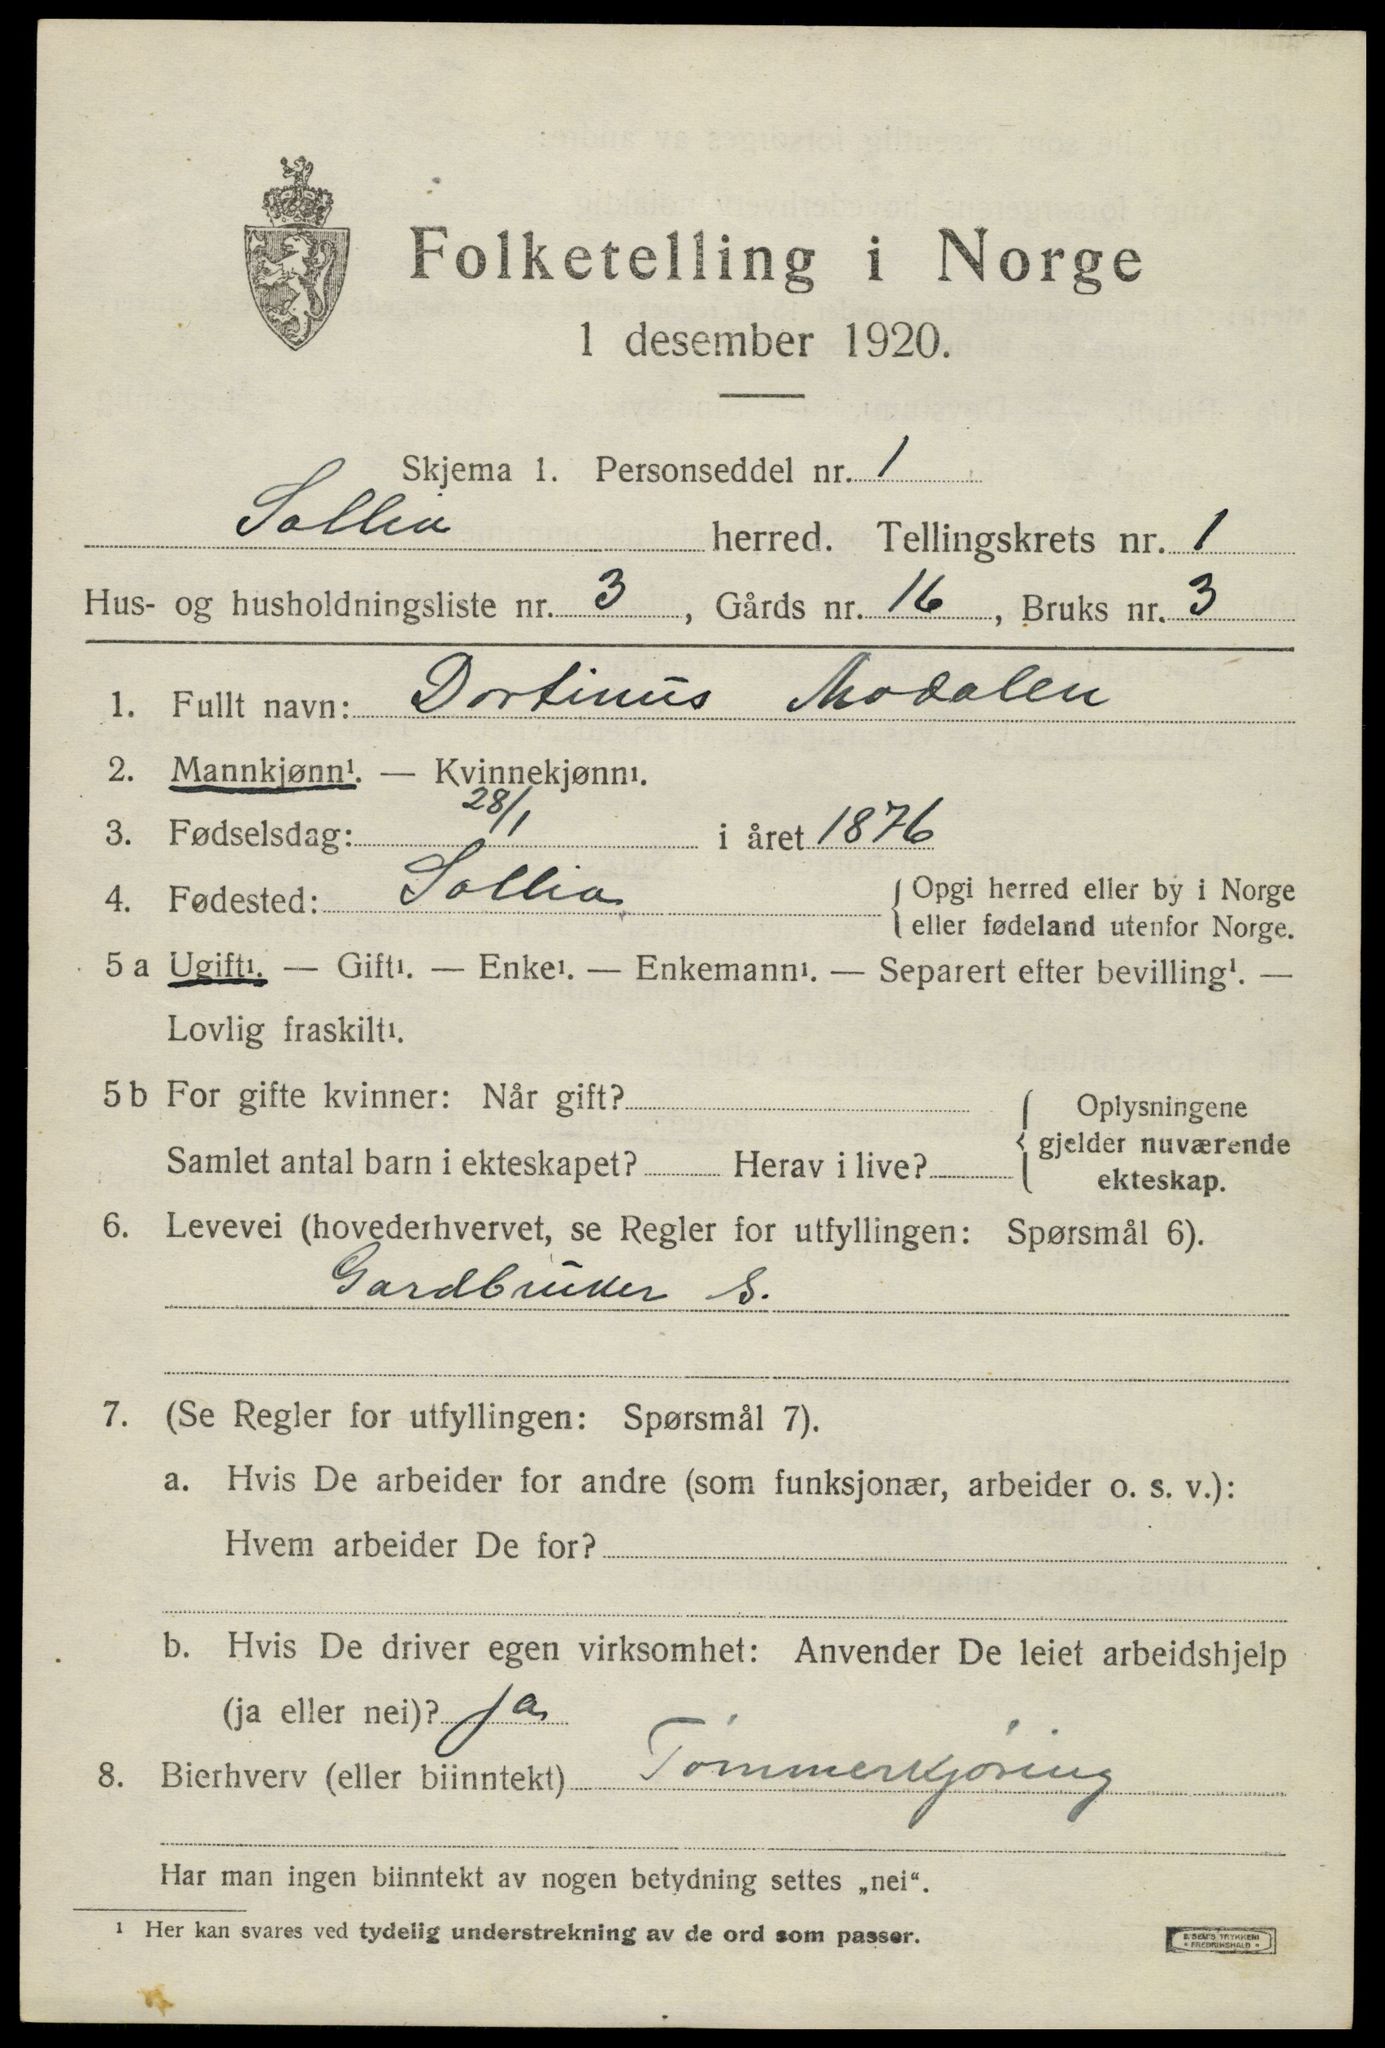 Folketelling i Norge
1 desember 1920.
Skjema 1. Personseddel nr. 1
Sollia herred. Tellingskrets nr. 1
Hus- og husholdningsliste nr. 3, Gårds nr. 16, Bruks nr. 3
1. Fullt navn: Dortinus Modalen
2. Mannkjønn¹. — Kvinnekjønn¹.
3. Fødselsdag: 28/1 i året 1876
4. Fødested: Sollia { Opgi herred eller by i Norge
eller fødeland utenfor Norge.
5 a Ugift¹. — Gift¹. — Enke¹. — Enkemann¹. — Separert efter bevilling¹. —
Lovlig fraskilt¹.
5 b For gifte kvinner: Når gift?
Samlet antal barn i ekteskapet? Herav i live?
{ Oplysningene
gjelder nuværende
ekteskap.
6. Levevei (hovederhvervet, se Regler for utfyllingen: Spørsmål 6).
Gardbruker S.
7. (Se Regler for utfyllingen: Spørsmål 7).
a. Hvis De arbeider for andre (som funksjonær, arbeider o. s. v.):
Hvem arbeider De for?
b. Hvis De driver egen virksomhet: Anvender De leiet arbeidshjelp
(ja eller nei)? ja
8. Bierhverv (eller biinntekt) Tømmerkjøring
Har man ingen biinntekt av nogen betydning settes „nei“.
¹ Her kan svares ved tydelig understrekning av de ord som passer.
E. SEM'S TRYKKERI
• FREDRIKSHALD •